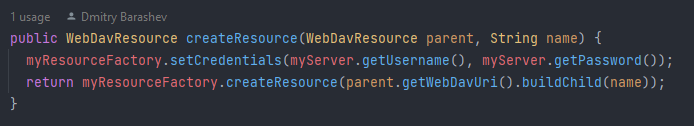 1 usage Dmitry Barashev
public WebDavResource createResource(WebDavResource parent, String name) {
  myResourceFactory.setCredentials(myServer.getUsername(), myServer.getPassword());
  return myResourceFactory.createResource(parent.getWebDavUri().buildChild(name));
}